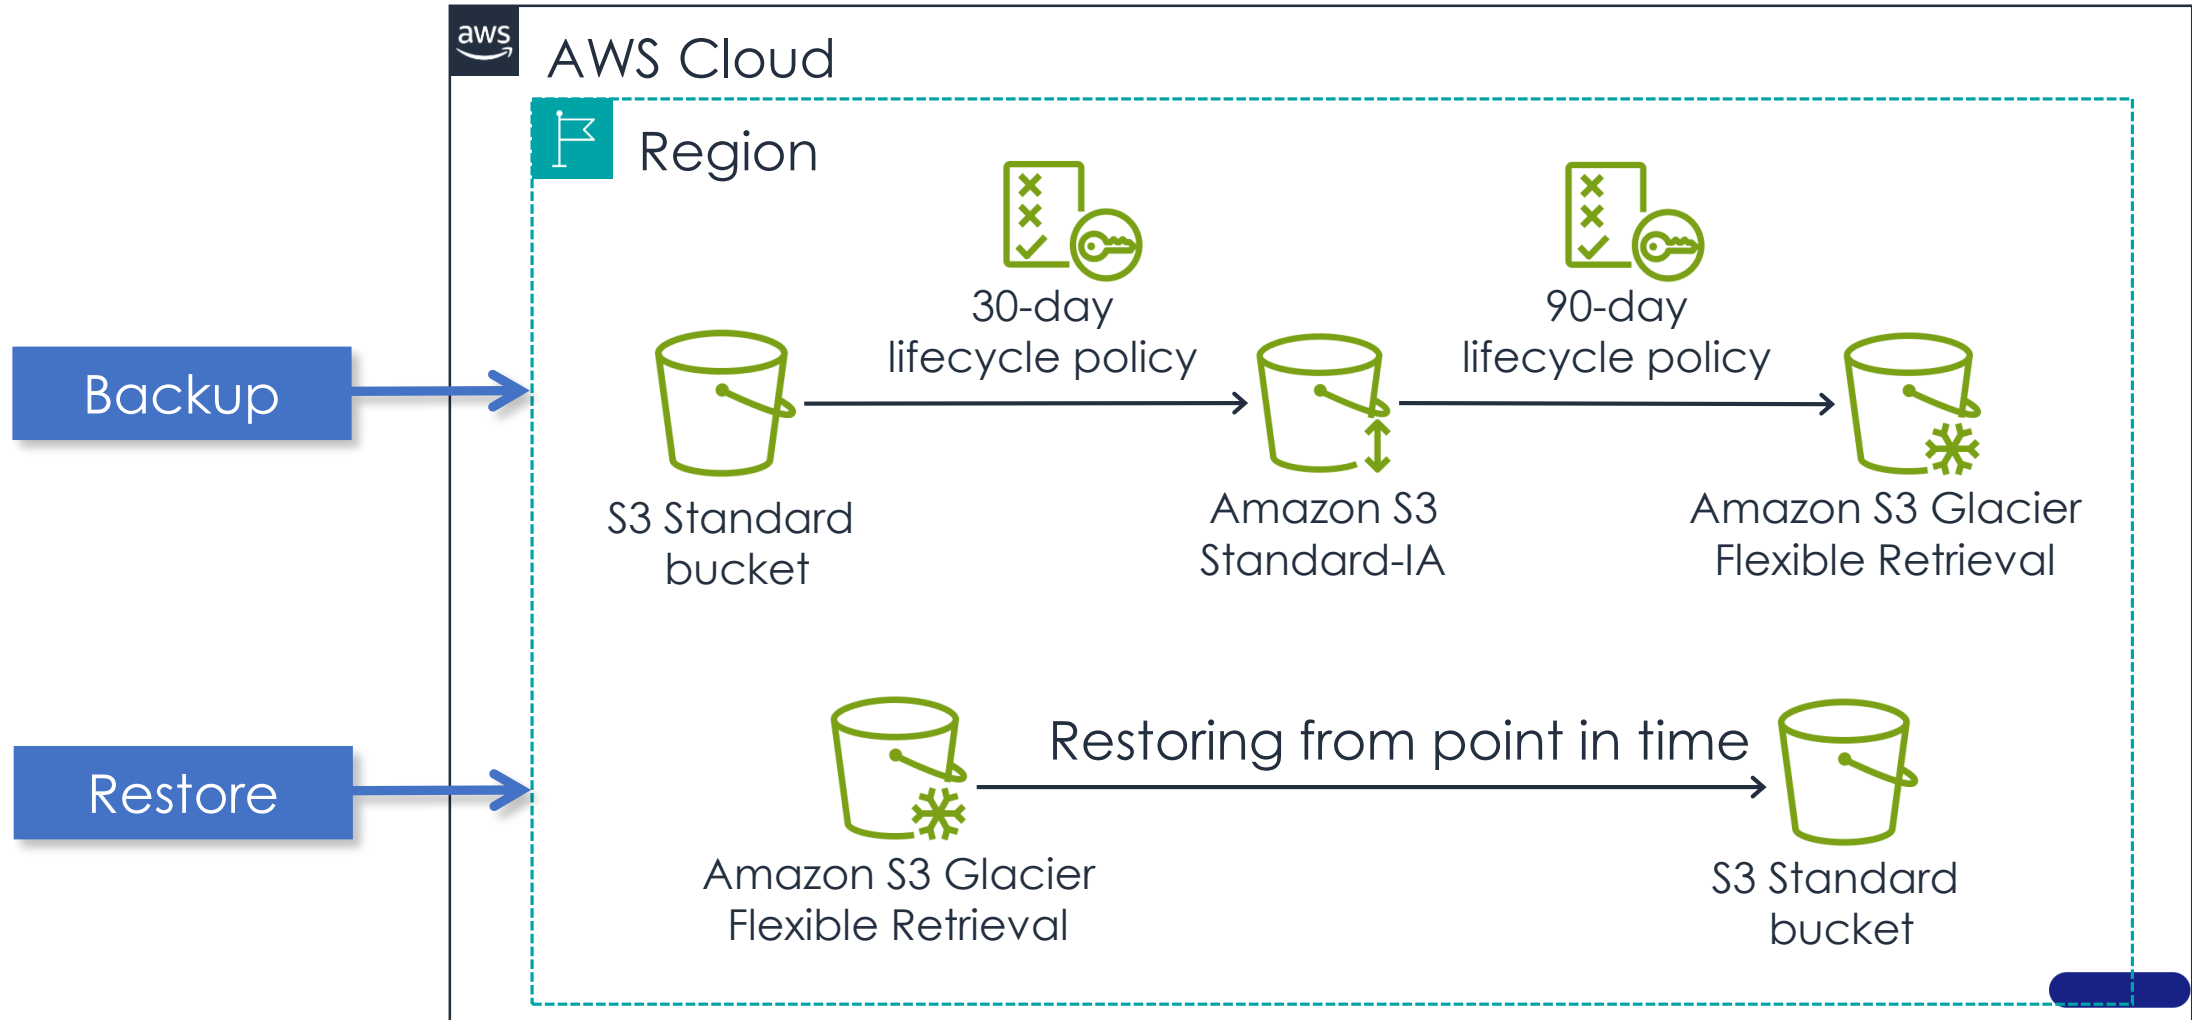 aws
AWS Cloud
Region
30-day
lifecycle policy
90-day
lifecycle policy
Backup
S3 Standard
bucket
Amazon S3
Standard-IA
Amazon S3 Glacier
Flexible Retrieval
Restore
Restoring from point in time
Amazon S3 Glacier
Flexible Retrieval
S3 Standard
bucket